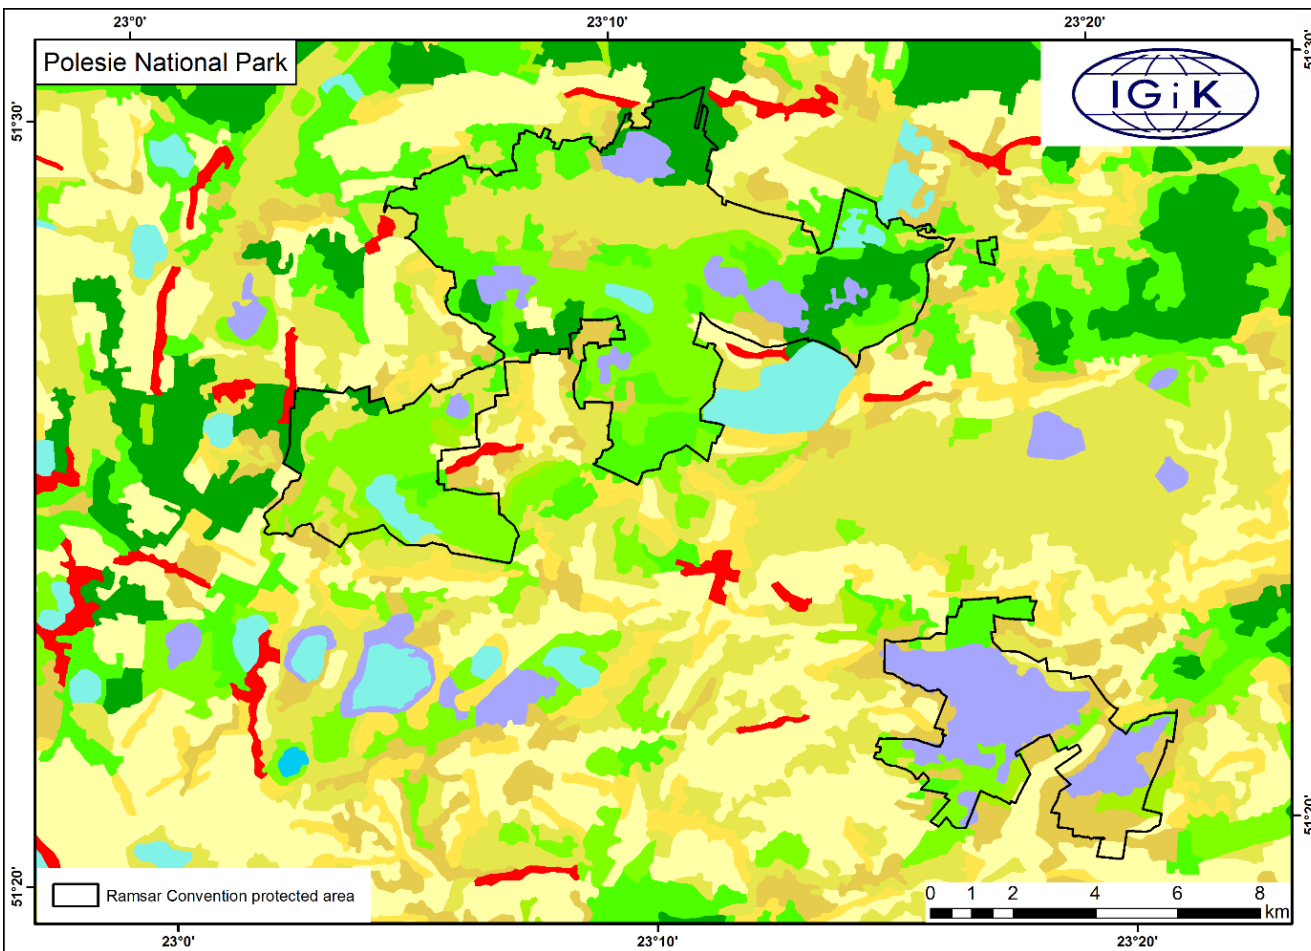 23°0' 23°10' 23°20'
Polesie National Park
IGiK
51°30'
51°30'
51°20'
51°20'
Ramsar Convention protected area
0 1 2 4 6 8
km
23°0' 23°10' 23°20'